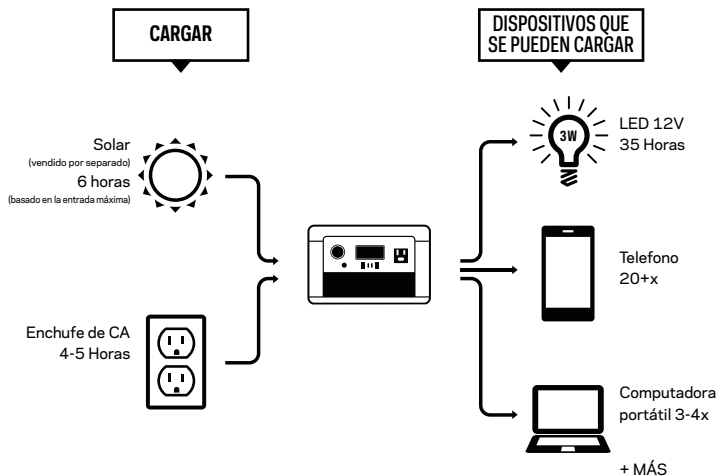 CARGAR
Solar
(vendido por separado)
6 horas
(basado en la entrada máxima)
Enchufe de CA
4-5 Horas
DISPOSITIVOS QUE
SE PUEDEN CARGAR
3W
LED 12V
35 Horas
Telefono
20+x
Computadora
portátil 3-4x
+ MÁS